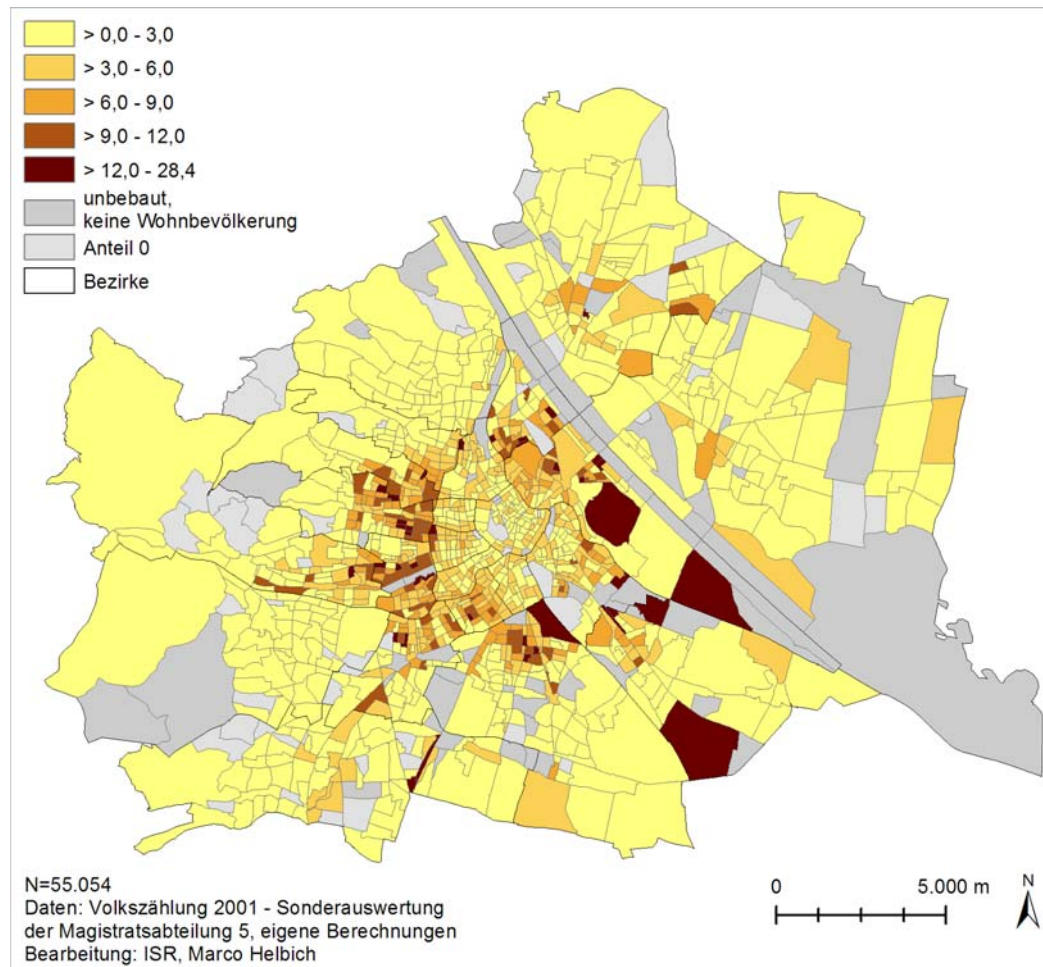 > 0,0 - 3,0
> 3,0 - 6,0
> 6,0 - 9,0
> 9,0 - 12,0
> 12,0 - 28,4
unbebaut,
keine Wohnbevölkerung
Anteil 0
Bezirke
N=55.054
Daten: Volkszählung 2001 - Sonderauswertung
der Magistratsabteilung 5, eigene Berechnungen
Bearbeitung: ISR, Marco Helbich
0 5.000 m
N